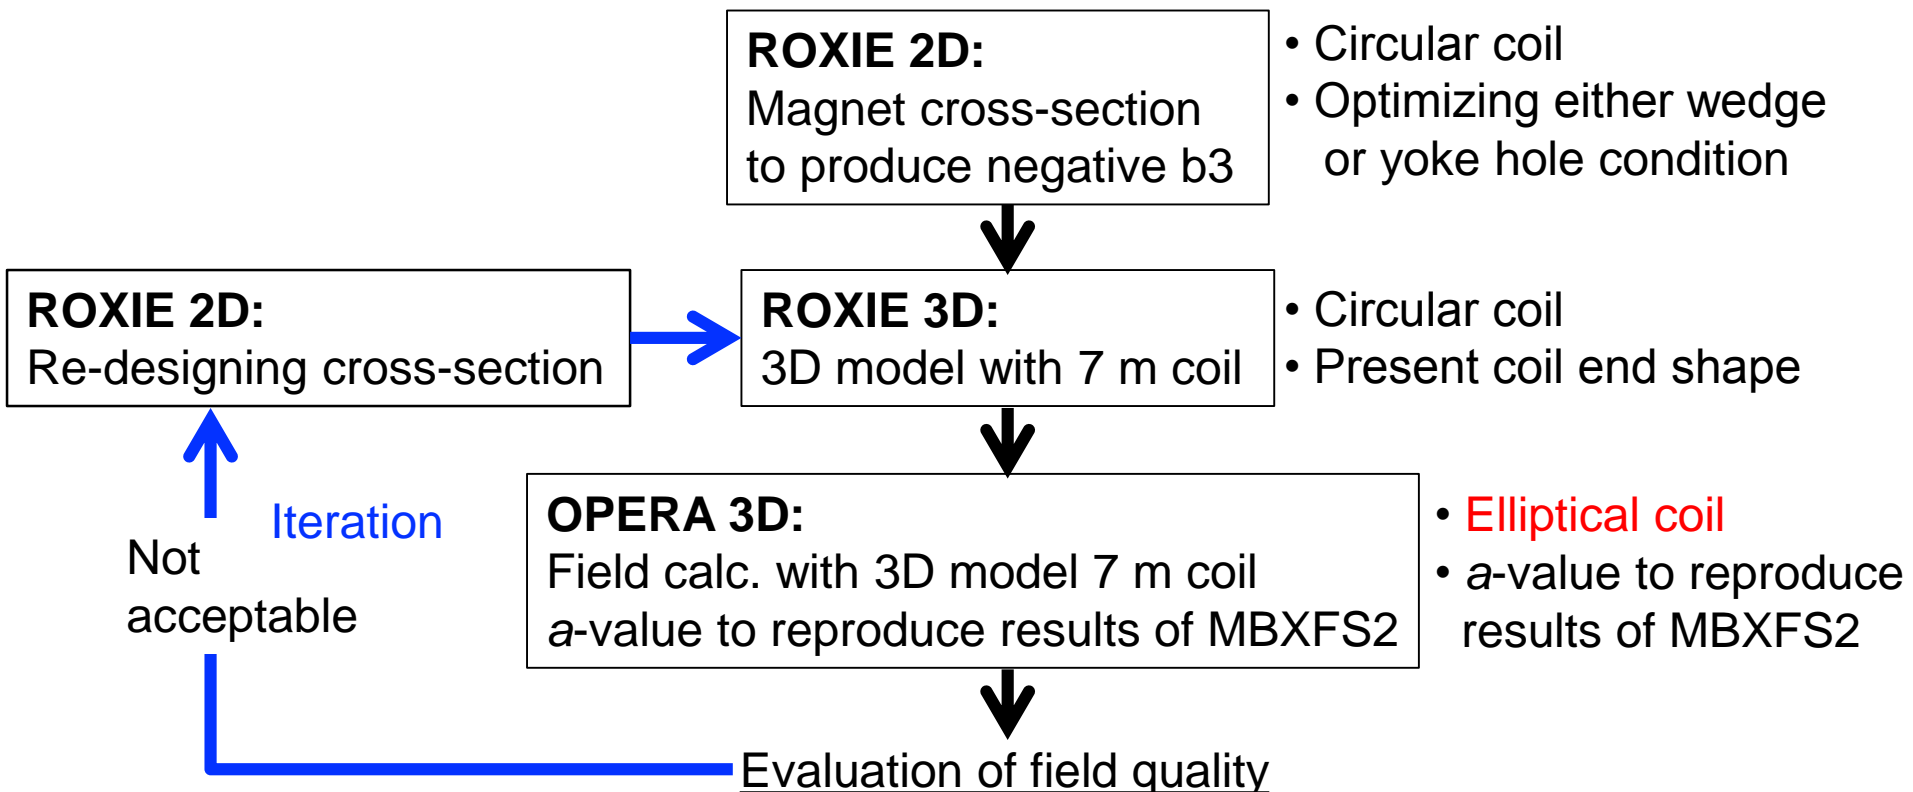 ROXIE 2D:
Magnet cross-section
to produce negative b3
• Circular coil
• Optimizing either wedge
or yoke hole condition
ROXIE 2D:
Re-designing cross-section
ROXIE 3D:
3D model with 7 m coil
• Circular coil
• Present coil end shape
Iteration
Not
acceptable
OPERA 3D:
Field calc. with 3D model 7 m coil
a-value to reproduce results of MBXFS2
• Elliptical coil
• a-value to reproduce
results of MBXFS2
Evaluation of field quality